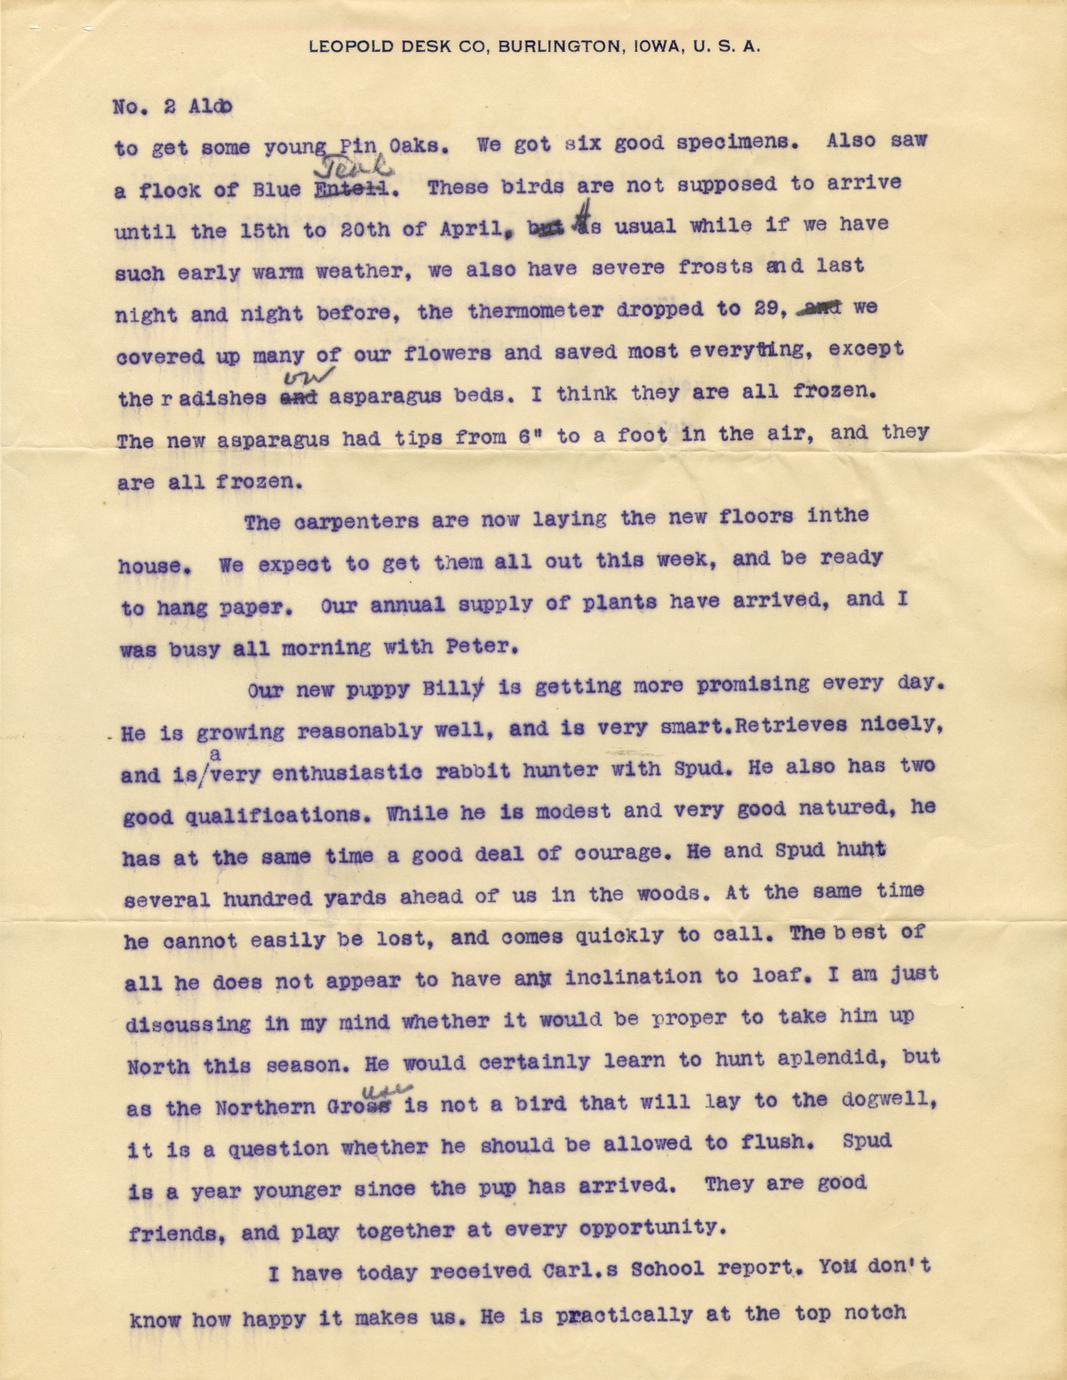 LEOPOLD DESK CO, BURLINGTON, IOWA, U. S. A.
No. 2 Aldo
to get some young Pin Oaks. We got six good specimens. Also saw
Teal
a flock of Blue Enteil. These birds are not supposed to arrive
until the 15th to 20th of April, but As usual while if we have
such early warm weather, we also have severe frosts and last
night and night before, the thermometer dropped to 29, and we
covered up many of our flowers and saved most everything, except
the r adishes and asparagus beds. I think they are all frozen.
The new asparagus had tips from 6" to a foot in the air, and they
are all frozen.
The carpenters are now laying the new floors inthe
house. We expect to get them all out this week, and be ready
to hang paper. Our annual supply of plants have arrived, and I
was busy all morning with Peter.
Our new puppy Billy is getting more promising every day.
He is growing reasonably well, and is very smart.Retrieves nicely,
a
and is/very enthusiastic rabbit hunter with Spud. He also has two
good qualifications. While he is modest and very good natured, he
has at the same time a good deal of courage. He and Spud huht
several hundred yards ahead of us in the woods. At the same time
he cannot easily be lost, and comes quickly to call. The b est of
all he does not appear to have any inclination to loaf. I am just
discussing in my mind whether it would be proper to take him up
North this season. He would certainly learn to hunt aplendid, but
use
as the Northern Gross is not a bird that will lay to the dogwell,
it is a question whether he should be allowed to flush. Spud
is a year younger since the pup has arrived. They are good
friends, and play together at every opportunity.
I have today received Carl.s School report. You don't
know how happy it makes us. He is practically at the top notch